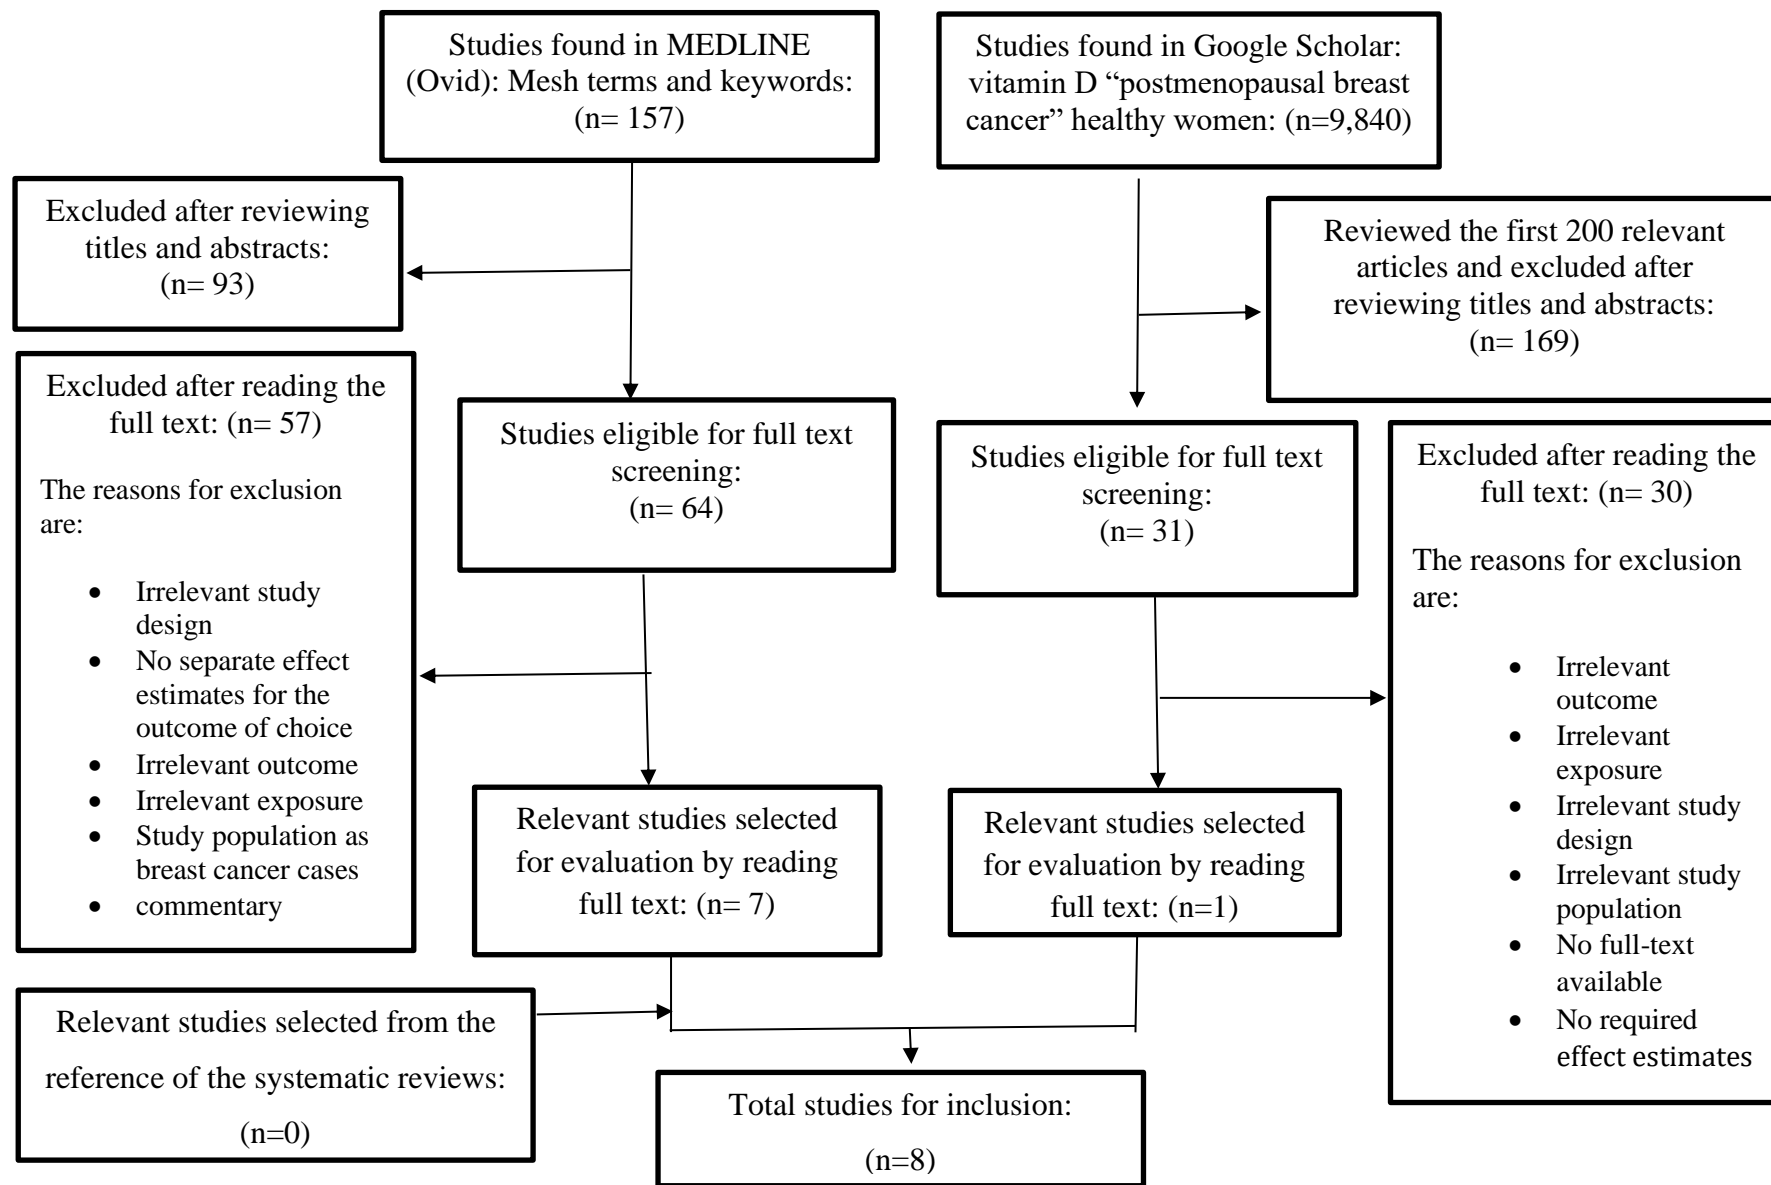 Studies found in MEDLINE
(Ovid): Mesh terms and keywords:
(n= 157)
Studies found in Google Scholar:
vitamin D “postmenopausal breast
cancer” healthy women: (n=9,840)
Excluded after reviewing
titles and abstracts:
(n= 93)
Reviewed the first 200 relevant
articles and excluded after
reviewing titles and abstracts:
(n= 169)
Excluded after reading the
full text: (n= 57)
The reasons for exclusion
are:
• Irrelevant study
design
• No separate effect
estimates for the
outcome of choice
• Irrelevant outcome
• Irrelevant exposure
• Study population as
breast cancer cases
• commentary
Studies eligible for full text
screening:
(n= 64)
Studies eligible for full text
screening:
(n= 31)
Excluded after reading the
full text: (n= 30)
The reasons for exclusion
are:
• Irrelevant
outcome
• Irrelevant
exposure
• Irrelevant study
design
• Irrelevant study
population
• No full-text
available
• No required
effect estimates
Relevant studies selected
for evaluation by reading
full text: (n= 7)
Relevant studies selected
for evaluation by reading
full text: (n=1)
Relevant studies selected from the
reference of the systematic reviews:
(n=0)
Total studies for inclusion:
(n=8)